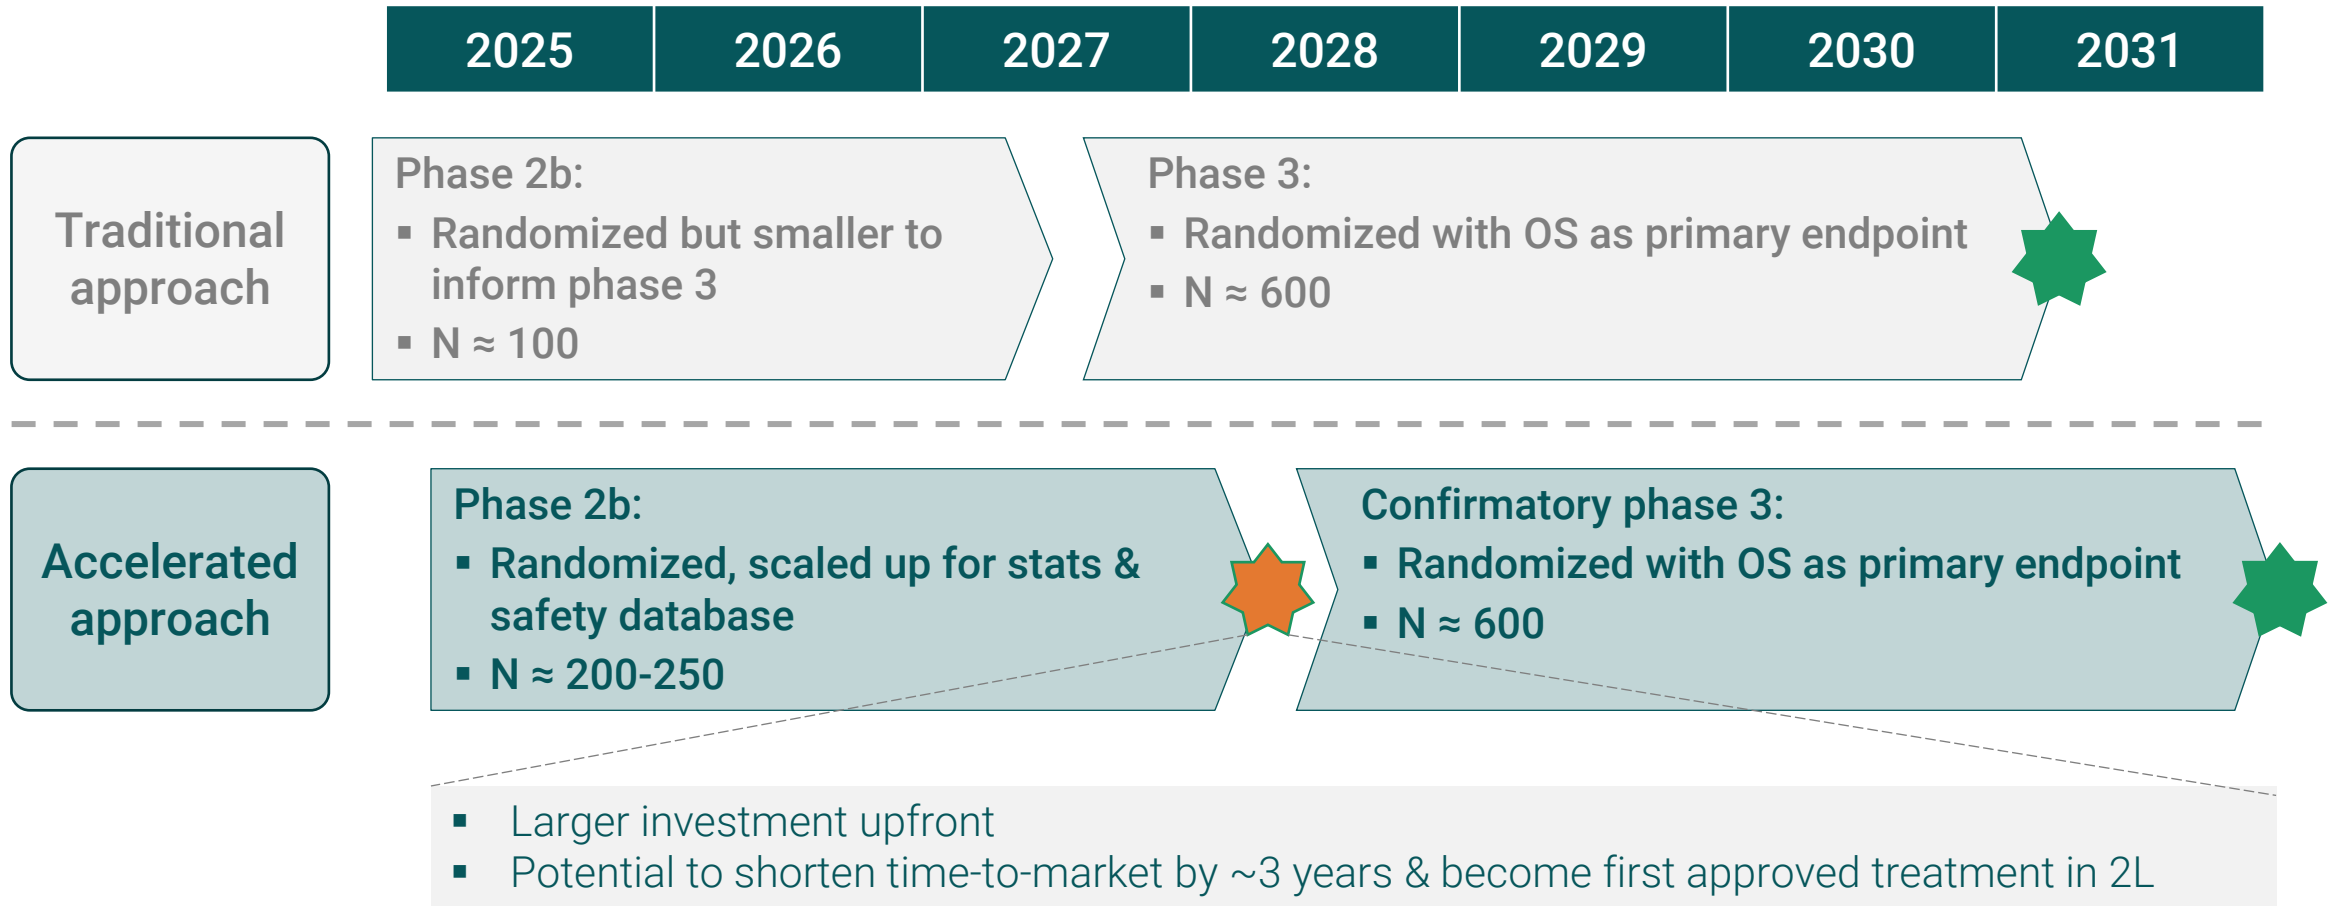 2025 2026 2027 2028 2029 2030 2031
Traditional
approach
Phase 2b:
▪ Randomized but smaller to
inform phase 3
▪ N ≈ 100
Phase 3:
▪ Randomized with OS as primary endpoint
▪ N ≈ 600
Accelerated
approach
Phase 2b:
▪ Randomized, scaled up for stats &
safety database
▪ N ≈ 200-250
Confirmatory phase 3:
▪ Randomized with OS as primary endpoint
▪ N ≈ 600
▪ Larger investment upfront
▪ Potential to shorten time-to-market by ~3 years & become first approved treatment in 2L